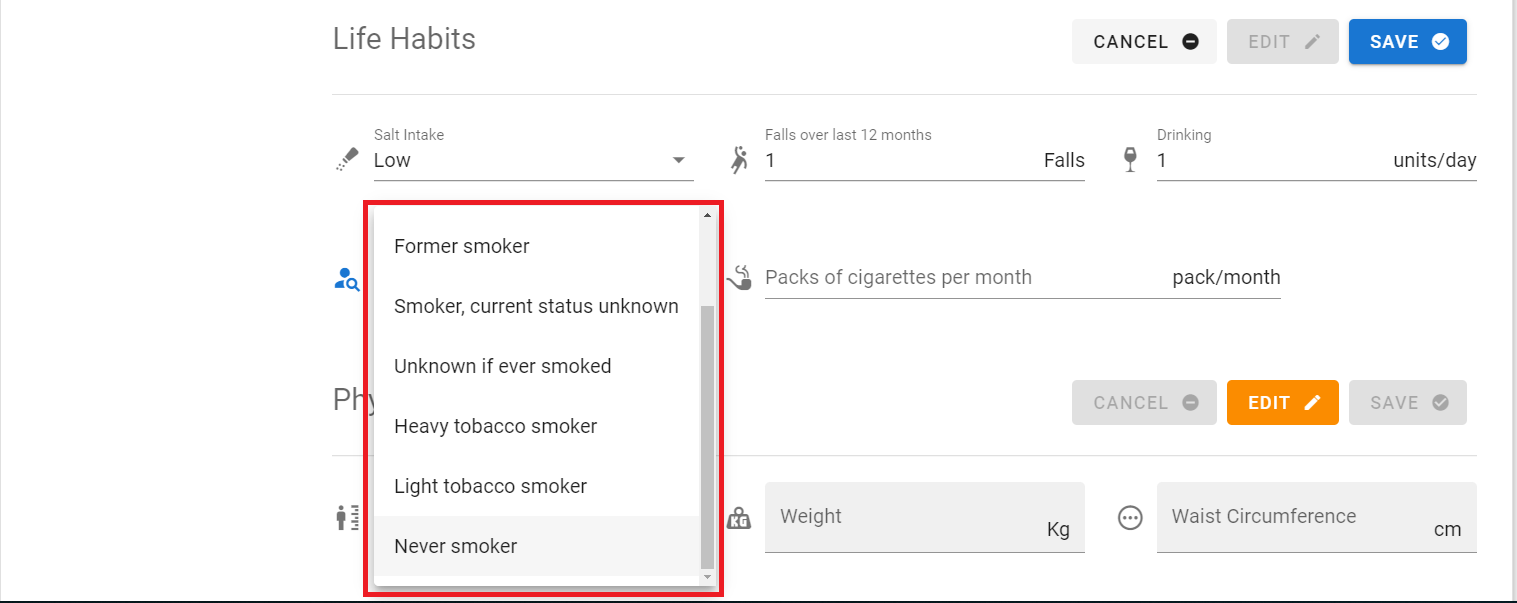 Life Habits
CANCEL
EDIT
SAVE
Salt Intake
Low
Falls over last 12 months
1 Falls
Drinking
1 units/day
Former smoker
Smoker, current status unknown
Unknown if ever smoked
Heavy tobacco smoker
Light tobacco smoker
Never smoker
Packs of cigarettes per month pack/month
CANCEL
EDIT
SAVE
KG
Weight
Kg
Waist Circumference
cm